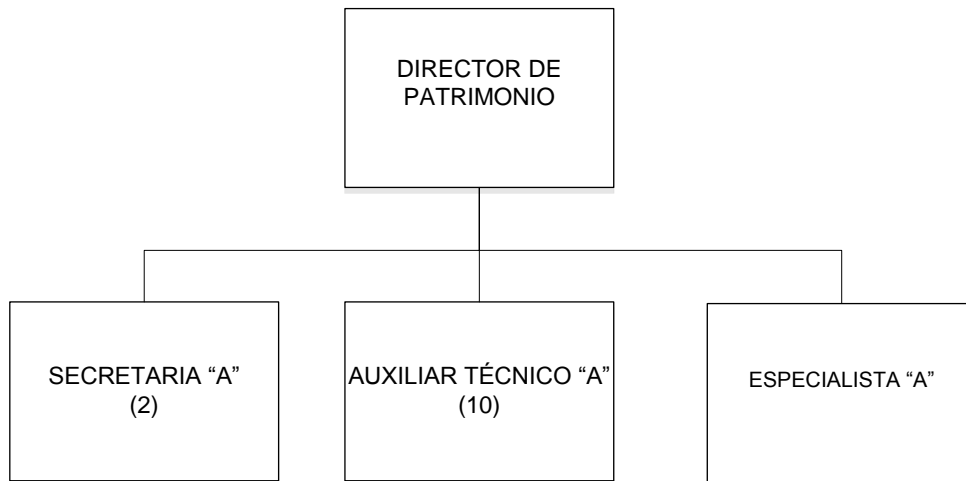 DIRECTOR DE
PATRIMONIO
SECRETARIA “A”
(2)
AUXILIAR TÉCNICO “A”
(10)
ESPECIALISTA “A”